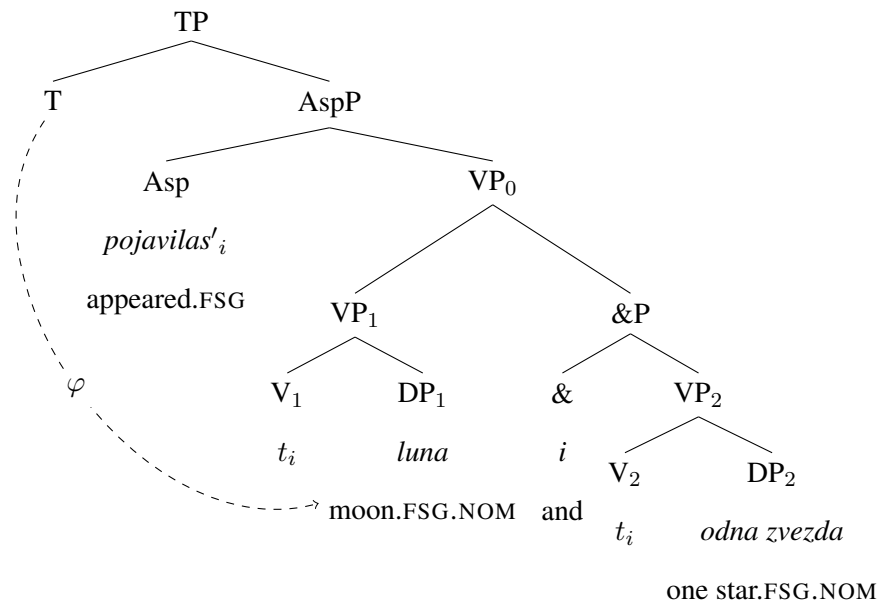 TP
T AspP
Asp VP₀
pojavilas′ᵢ
appeared.FSG
VP₁ &P
φ V₁ DP₁ & VP₂
tᵢ luna i V₂ DP₂
moon.FSG.NOM and
tᵢ odna zvezda
one star.FSG.NOM